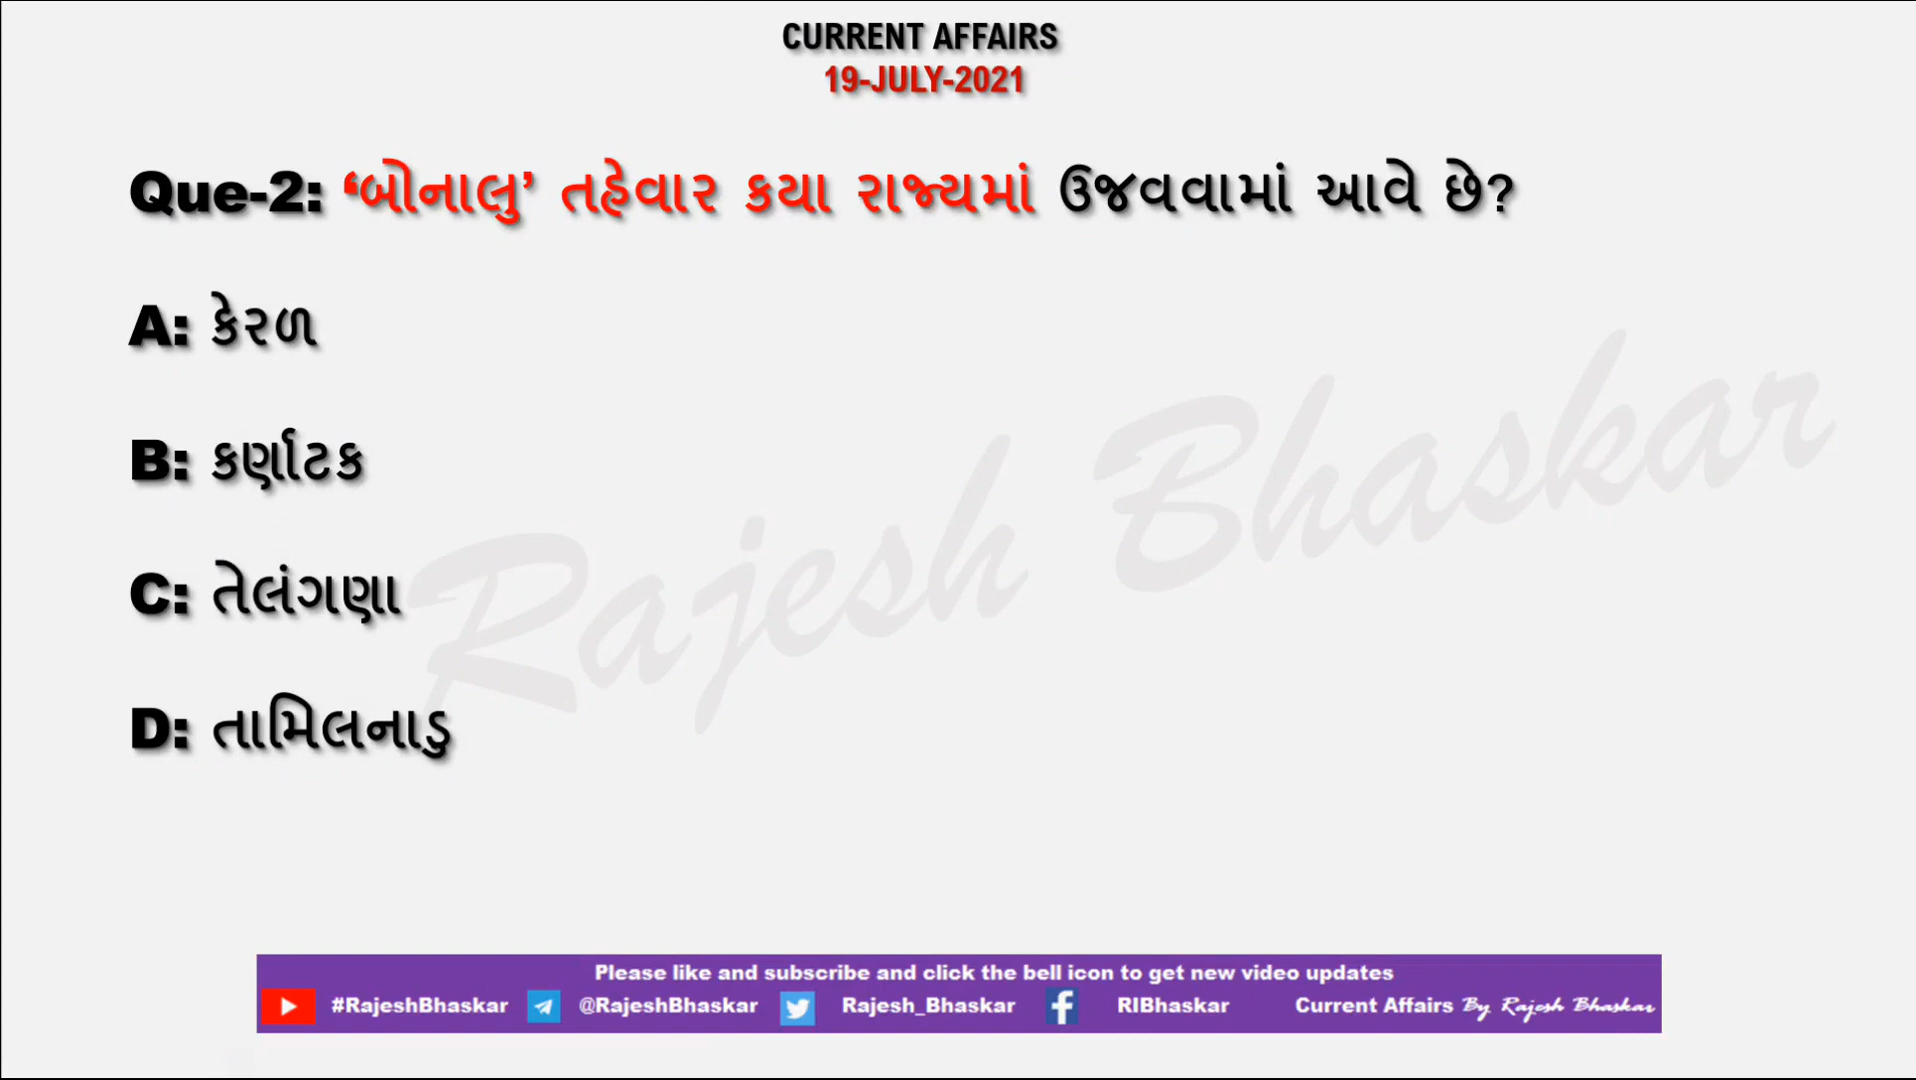 CURRENT AFFAIRS
19-JULY-2021
Que-2: ‘બોનાલુ’ તહેવાર કયા રાજ્યમાં ઉજવવામાં આવે છે?
A: કેરળ
B: કર્ણાટક
C: તેલંગણા
D: તામિલનાડુ
Rajesh Bhaskar
Please like and subscribe and click the bell icon to get new video updates
#RajeshBhaskar @RajeshBhaskar Rajesh_Bhaskar RIBhaskar Current Affairs By Rajesh Bhaskar